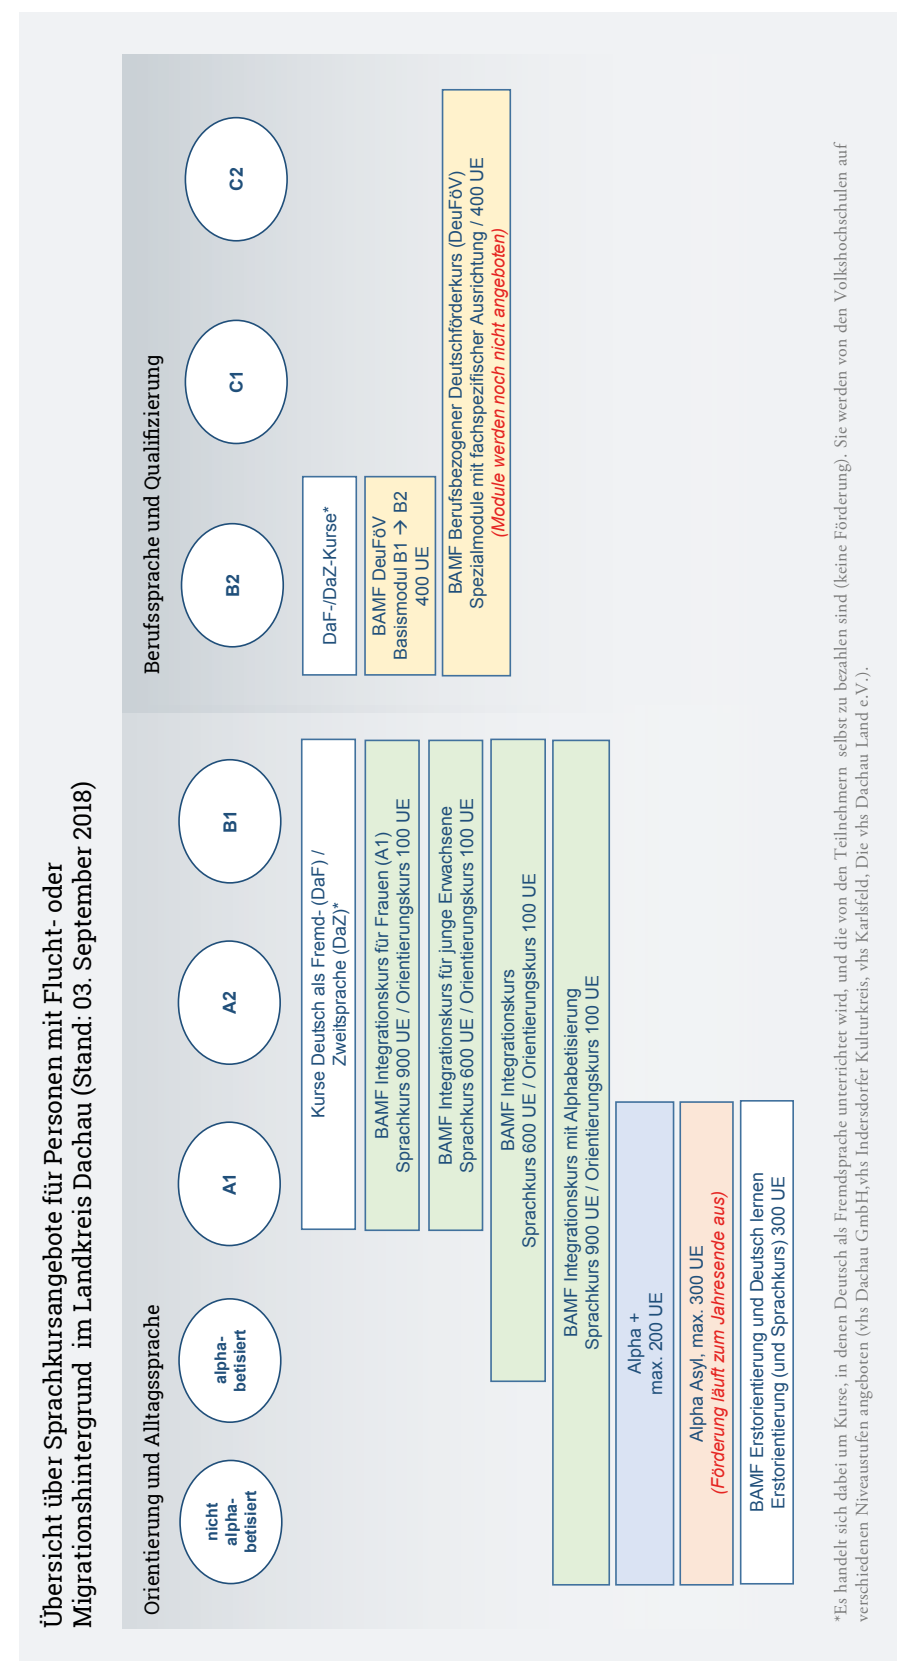 Übersicht über Sprachkursangebote für Personen mit Flucht- oder
Migrationshintergrund im Landkreis Dachau (Stand: 03. September 2018)
Orientierung und Alltagssprache
Berufssprache und Qualifizierung
nicht
alpha-
betisiert
alpha-
betisiert
A1
A2
B1
B2
C1
C2
Kurse Deutsch als Fremd- (DaF) /
Zweitsprache (DaZ)*
DaF-/DaZ-Kurse*
BAMF Integrationskurs für Frauen (A1)
Sprachkurs 900 UE / Orientierungskurs 100 UE
BAMF DeuFöV
Basismodul B1 → B2
400 UE
BAMF Integrationskurs für junge Erwachsene
Sprachkurs 600 UE / Orientierungskurs 100 UE
BAMF Berufsbezogener Deutschförderkurs (DeuFöV)
Spezialmodule mit fachspezifischer Ausrichtung / 400 UE
(Module werden noch nicht angeboten)
BAMF Integrationskurs
Sprachkurs 600 UE / Orientierungskurs 100 UE
BAMF Integrationskurs mit Alphabetisierung
Sprachkurs 900 UE / Orientierungskurs 100 UE
Alpha +
max. 200 UE
Alpha Asyl, max. 300 UE
(Förderung läuft zum Jahresende aus)
BAMF Erstorientierung und Deutsch lernen
Erstorientierung (und Sprachkurs) 300 UE
*Es handelt sich dabei um Kurse, in denen Deutsch als Fremdsprache unterrichtet wird, und die von den Teilnehmern selbst zu bezahlen sind (keine Förderung). Sie werden von den Volkshochschulen auf
verschiedenen Niveaustufen angeboten (vhs Dachau GmbH,vhs Indersdorfer Kulturkreis, vhs Karlsfeld, Die vhs Dachau Land e.V.).